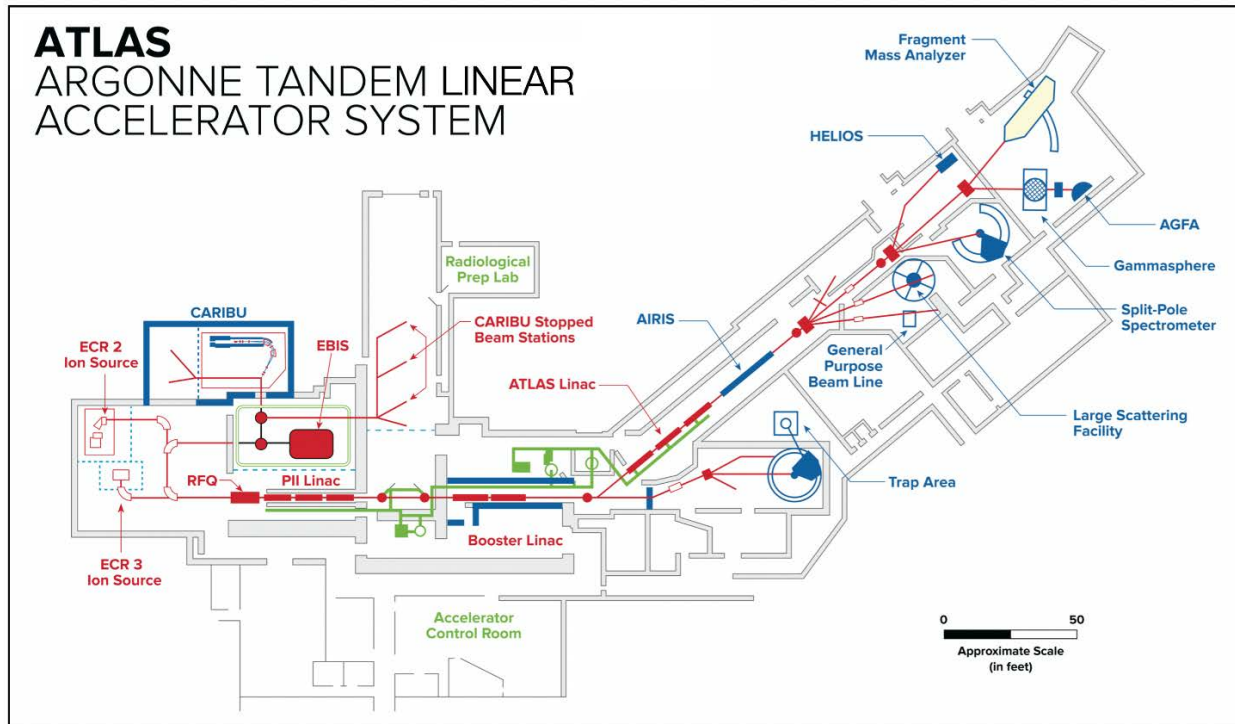 ATLAS
ARGONNE TANDEM LINEAR
ACCELERATOR SYSTEM
Fragment
Mass Analyzer
HELIOS
AGFA
Gammasphere
Split-Pole
Spectrometer
Radiological
Prep Lab
CARIBU
CARIBU Stopped
Beam Stations
AIRIS
General
Purpose
Beam Line
ECR 2
Ion Source
EBIS
ATLAS Linac
Large Scattering
Facility
RFQ
PII Linac
Trap Area
Booster Linac
ECR 3
Ion Source
Accelerator
Control Room
0 50
Approximate Scale
(in feet)